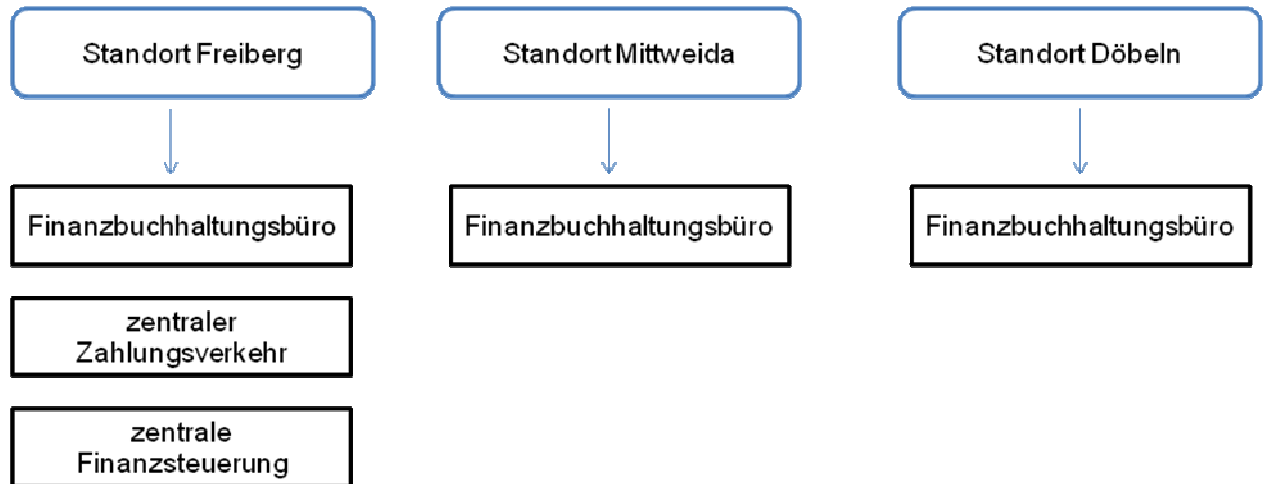 Standort Freiberg
Standort Mittweida
Standort Döbeln
Finanzbuchhaltungsbüro
Finanzbuchhaltungsbüro
Finanzbuchhaltungsbüro
zentraler
Zahlungsverkehr
zentrale
Finanzsteuerung